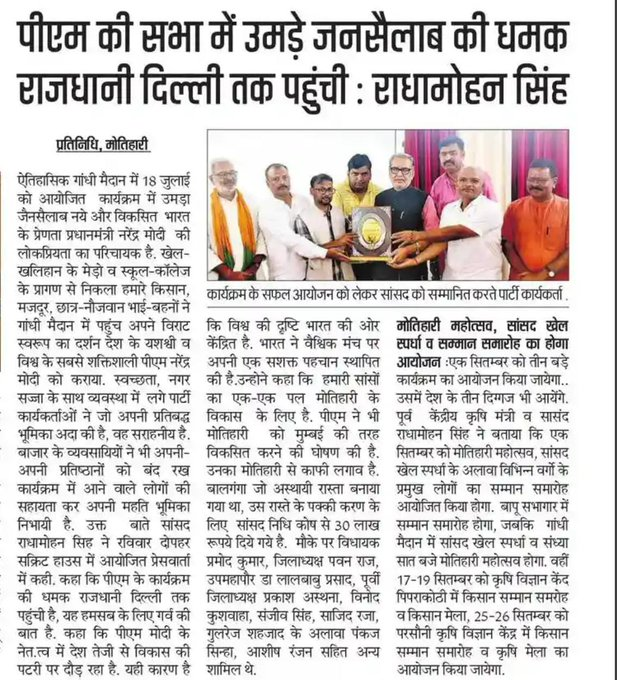 पीएम की सभा में उमड़े जनसैलाब की धमक
राजधानी दिल्ली तक पहुंची : राधामोहन सिंह
प्रतिनिधि, मोतिहारी
ऐतिहासिक गांधी मैदान में 18 जुलाई
को आयोजित कार्यक्रम में उमड़ा
जैनसैलाब नये और विकसित भारत
के प्रेणता प्रधानमंत्री नरेंद्र मोदी की
लोकप्रियता का परिचायक है. खेल-
खलिहान के मेड़ो व स्कूल-कॉलेज
के प्रागण से निकला हमारे किसान,
मजदूर, छात्र-नौजवान भाई-बहनों ने
गांधी मैदान में पहुंच अपने विराट
स्वरूप का दर्शन देश के यशश्वी व
विश्व के सबसे शक्तिशाली पीएम नरेंद्र
मोदी को कराया. स्वच्छता, नगर
सज्जा के साथ व्यवस्था में लगे पार्टी
कार्यकर्ताओं ने जो अपनी प्रतिबद्ध
भूमिका अदा की है, वह सराहनीय है.
बाजार के व्यवसायियों ने भी अपनी-
अपनी प्रतिष्ठानों को बंद रख
कार्यक्रम में आने वाले लोगों की
सहायता कर अपनी महति भूमिका
निभायी है. उक्त बाते सांसद
राधामोहन सिह ने रविवार दोपहर
सक्रिट हाउस में आयोजित प्रेसवार्ता
में कही. कहा कि पीएम के कार्यक्रम
की धमक राजधानी दिल्ली तक
पहुंची है, यह हमसब के लिए गर्व की
बात है. कहा कि पीएम मोदी के
नेत.त्व में देश तेजी से विकास की
पटरी पर दौड़ रहा है. यही कारण है
कार्यक्रम के सफल आयोजन को लेकर सांसद को सम्मानित करते पार्टी कार्यकर्ता .
कि विश्व की दृष्टि भारत की ओर
केंद्रित है. भारत ने वैश्विक मंच पर
अपनी एक सशक्त पहचान स्थापित
की है.उन्होने कहा कि हमारी सांसों
का एक-एक पल मोतिहारी के
विकास के लिए है. पीएम ने भी
मोतिहारी को मुम्बई की तरह
विकसित करने की घोषण की है.
उनका मोतिहारी से काफी लगाव है.
बालगंगा जो अस्थायी रास्ता बनाया
गया था, उस रास्ते के पक्की करण के
लिए सांसद निधि कोष से 30 लाख
रूपये दिये गये है. मौके पर विधायक
प्रमोद कुमार, जिलाध्यक्ष पवन राज,
उपमहापौर डा लालबाबु प्रसाद, पूर्वी
जिलाध्यक्ष प्रकाश अस्थना, विनोद
कुशवाहा, संजीव सिंह, साजिद रजा,
गुलरेज शहजाद के अलावा पंकज
सिन्हा, आशीष रंजन सहित अन्य
शामिल थे.
मोतिहारी महोत्सव, सांसद खेल
स्पर्धा व सम्मान समारोह का होगा
आयोजन :एक सितम्बर को तीन बड़े
कार्यक्रम का आयोजन किया जायेगा..
उसमें देश के तीन दिग्गज भी आयेंगे.
पूर्व केंद्रीय कृषि मंत्री व सासंद
राधामोहन सिंह ने बताया कि एक
सितम्बर को मोतिहारी महोत्सव, सांसद
खेल स्पर्धा के अलावा विभिन्न वर्गो के
प्रमुख लोगों का सम्मान समारोह
आयोजित किया होगा. बापू सभागार में
सम्मान समारोह होगा, जबकि गांधी
मैदान में सांसद खेल स्पर्धा व संध्या
सात बजे मोतिहारी महोत्सव होगा. वहीं
17-19 सितम्बर को कृषि विज्ञान केंद
पिपराकोठी में किसान सम्मान समरोह
व किसान मेला, 25-26 सितम्बर को
परसौनी कृषि विज्ञान केंद्र में किसान
सम्मान समारोह व कृषि मेला का
आयोजन किया जायेगा.